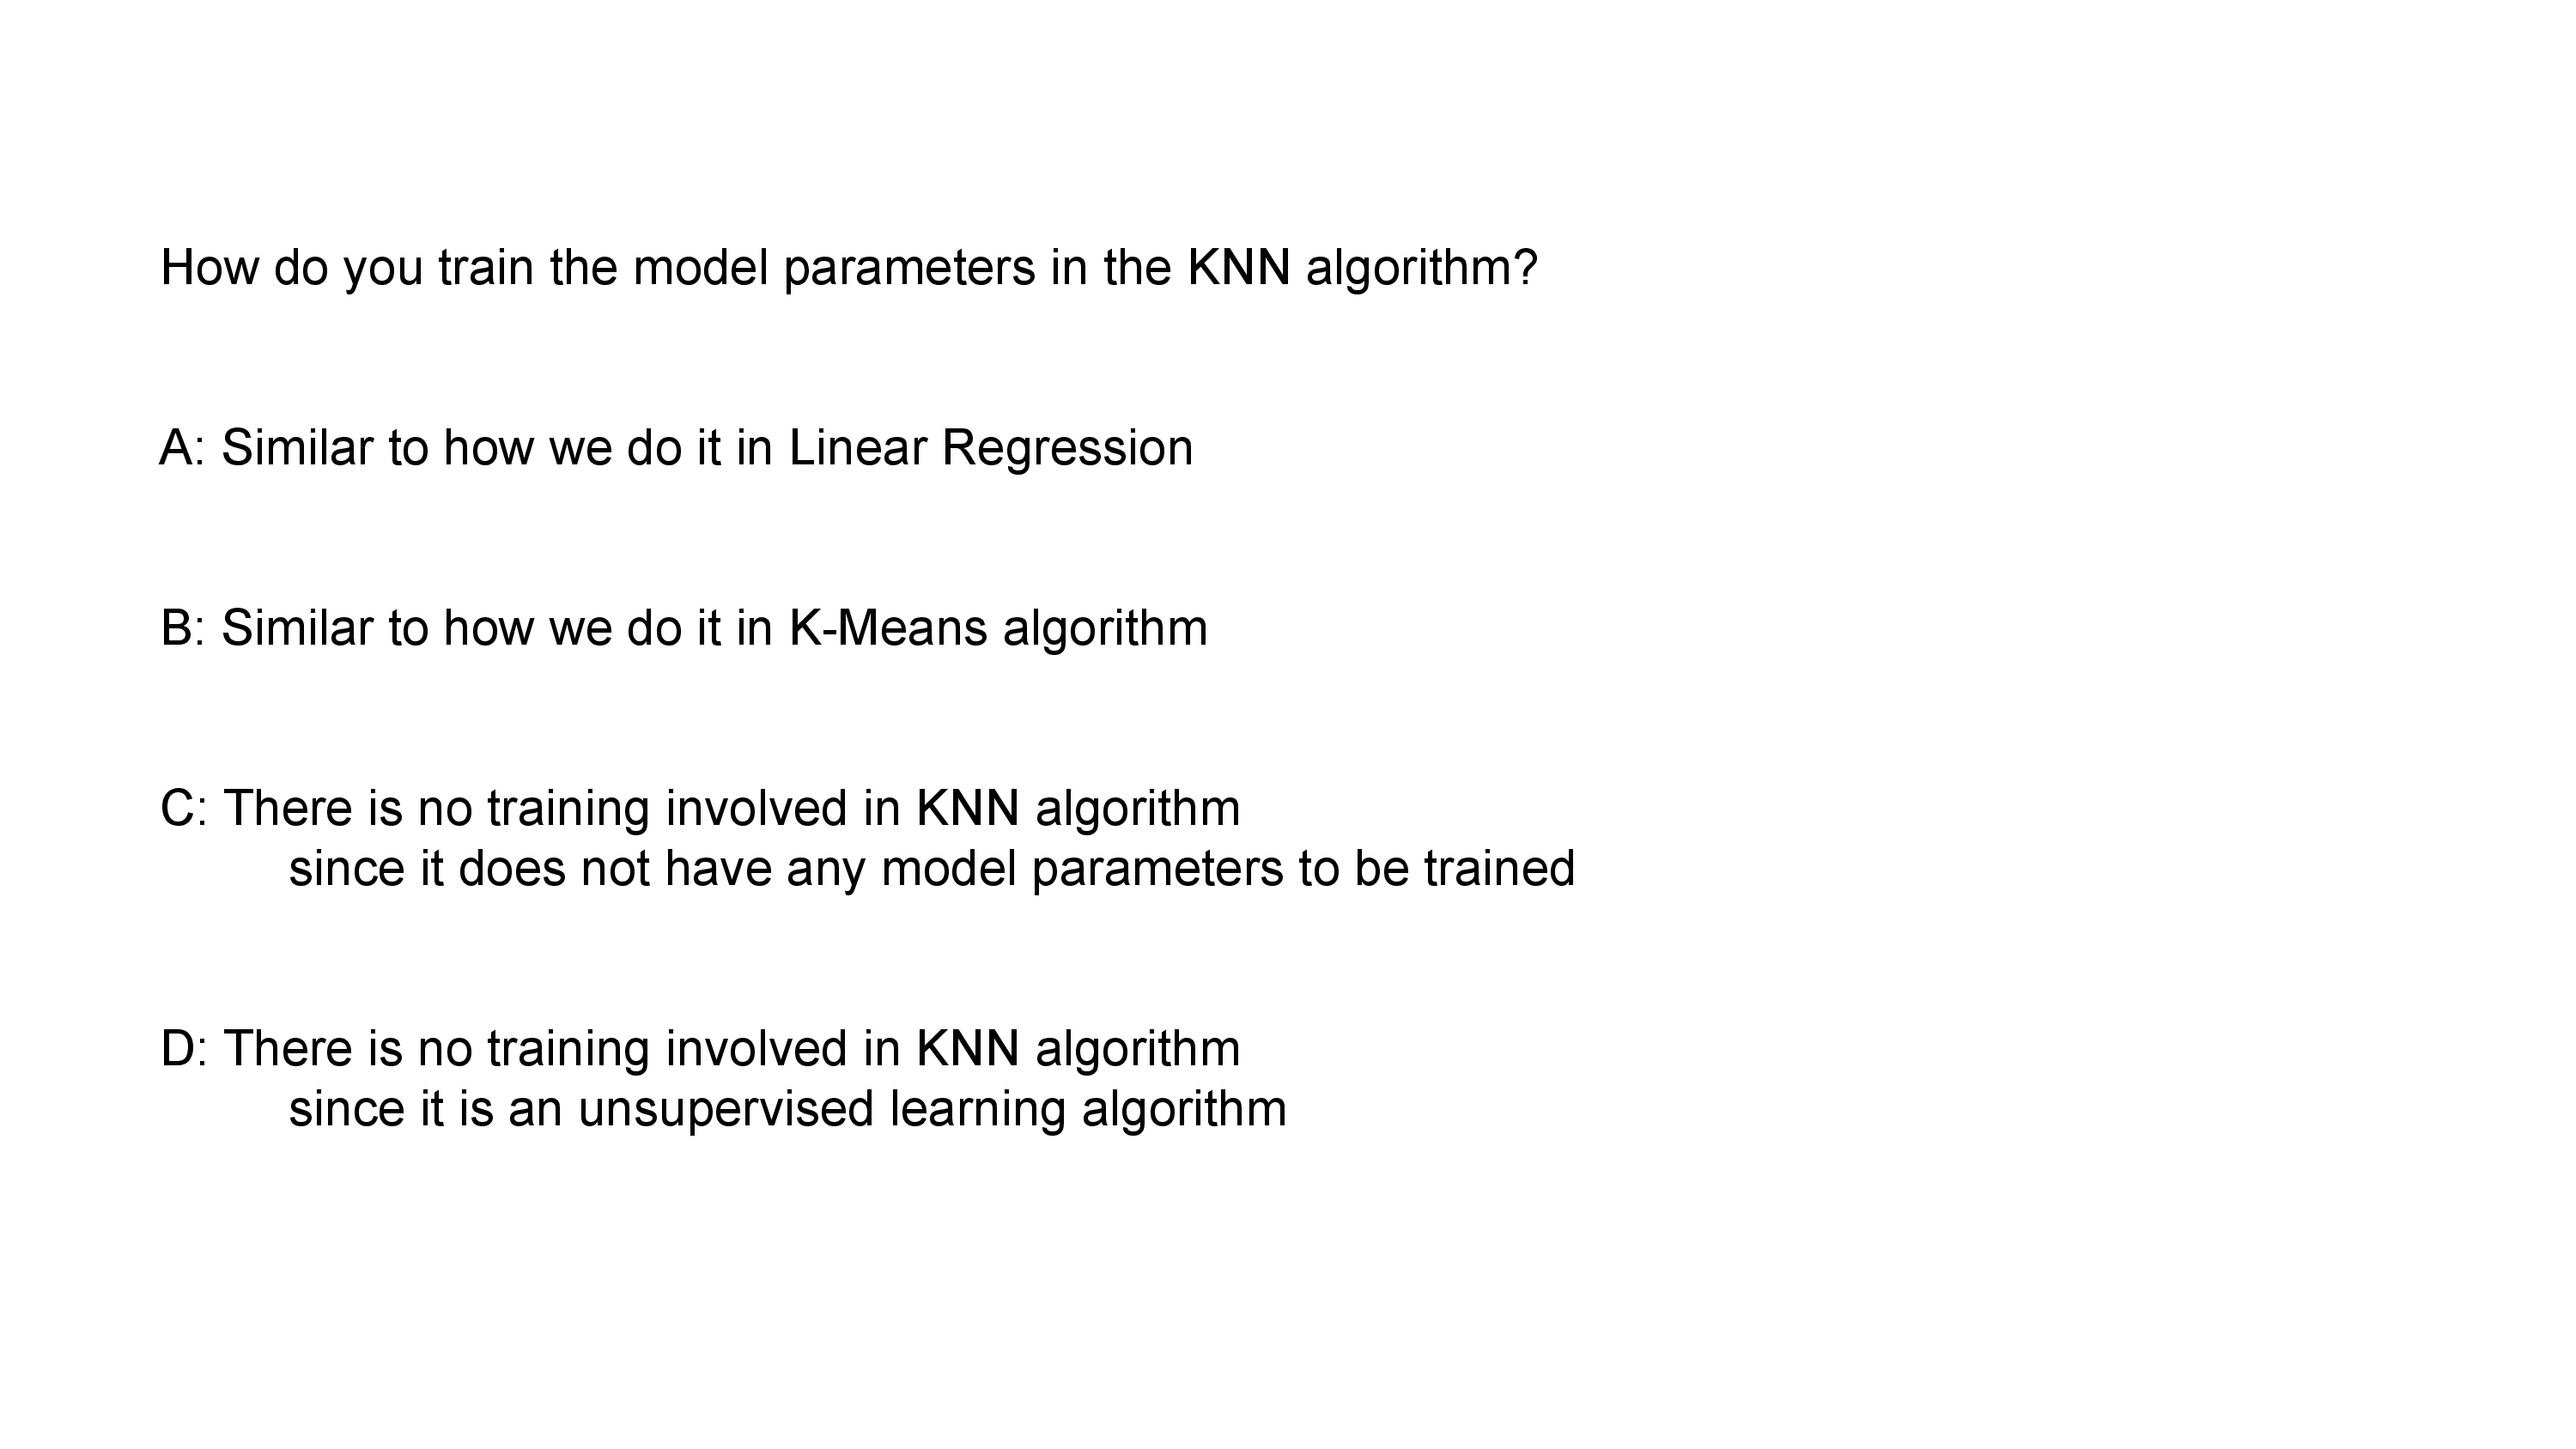 How do you train the model parameters in the KNN algorithm?
A: Similar to how we do it in Linear Regression
B: Similar to how we do it in K-Means algorithm
C: There is no training involved in KNN algorithm
since it does not have any model parameters to be trained
D: There is no training involved in KNN algorithm
since it is an unsupervised learning algorithm